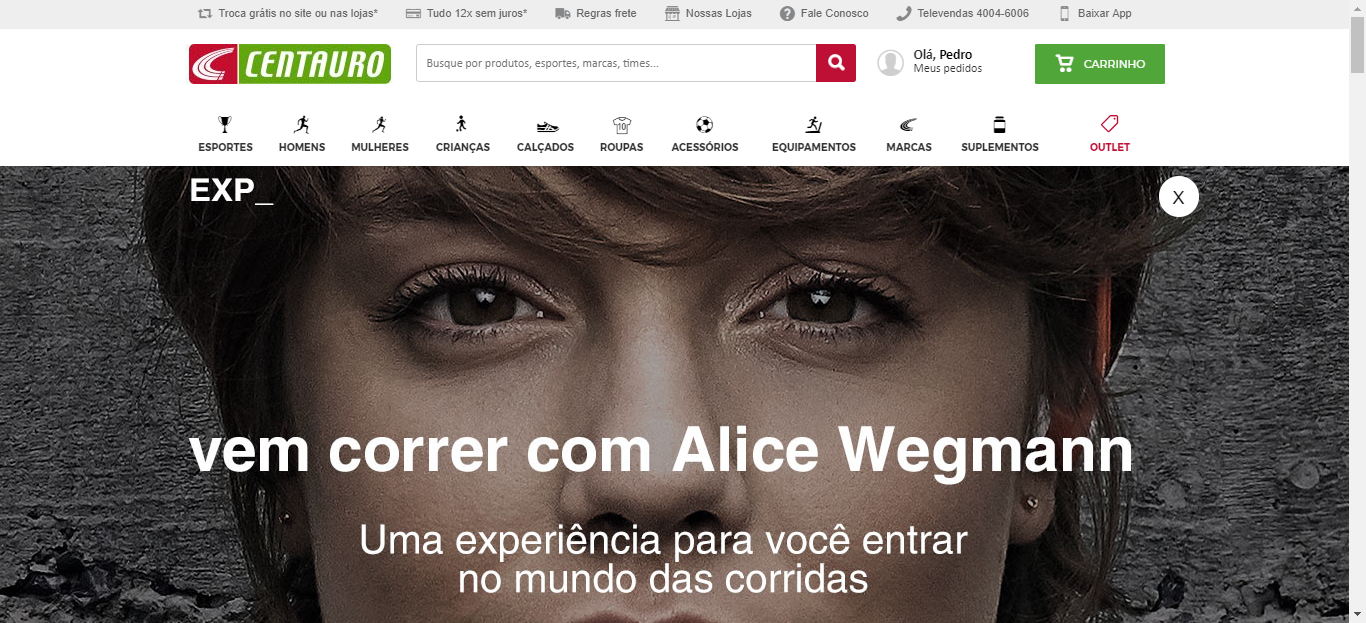 Troca grátis no site ou nas lojas*
Tudo 12x sem juros*
Regras frete
Nossas Lojas
Fale Conosco
Televendas 4004-6006
Baixar App
CENTAURO
Busque por produtos, esportes, marcas, times...
Olá, Pedro
Meus pedidos
CARRINHO
10
ESPORTES
HOMENS
MULHERES
CRIANÇAS
CALÇADOS
ROUPAS
ACESSÓRIOS
EQUIPAMENTOS
MARCAS
SUPLEMENTOS
OUTLET
EXP_
X
vem correr com Alice Wegmann
Uma experiência para você entrar
no mundo das corridas